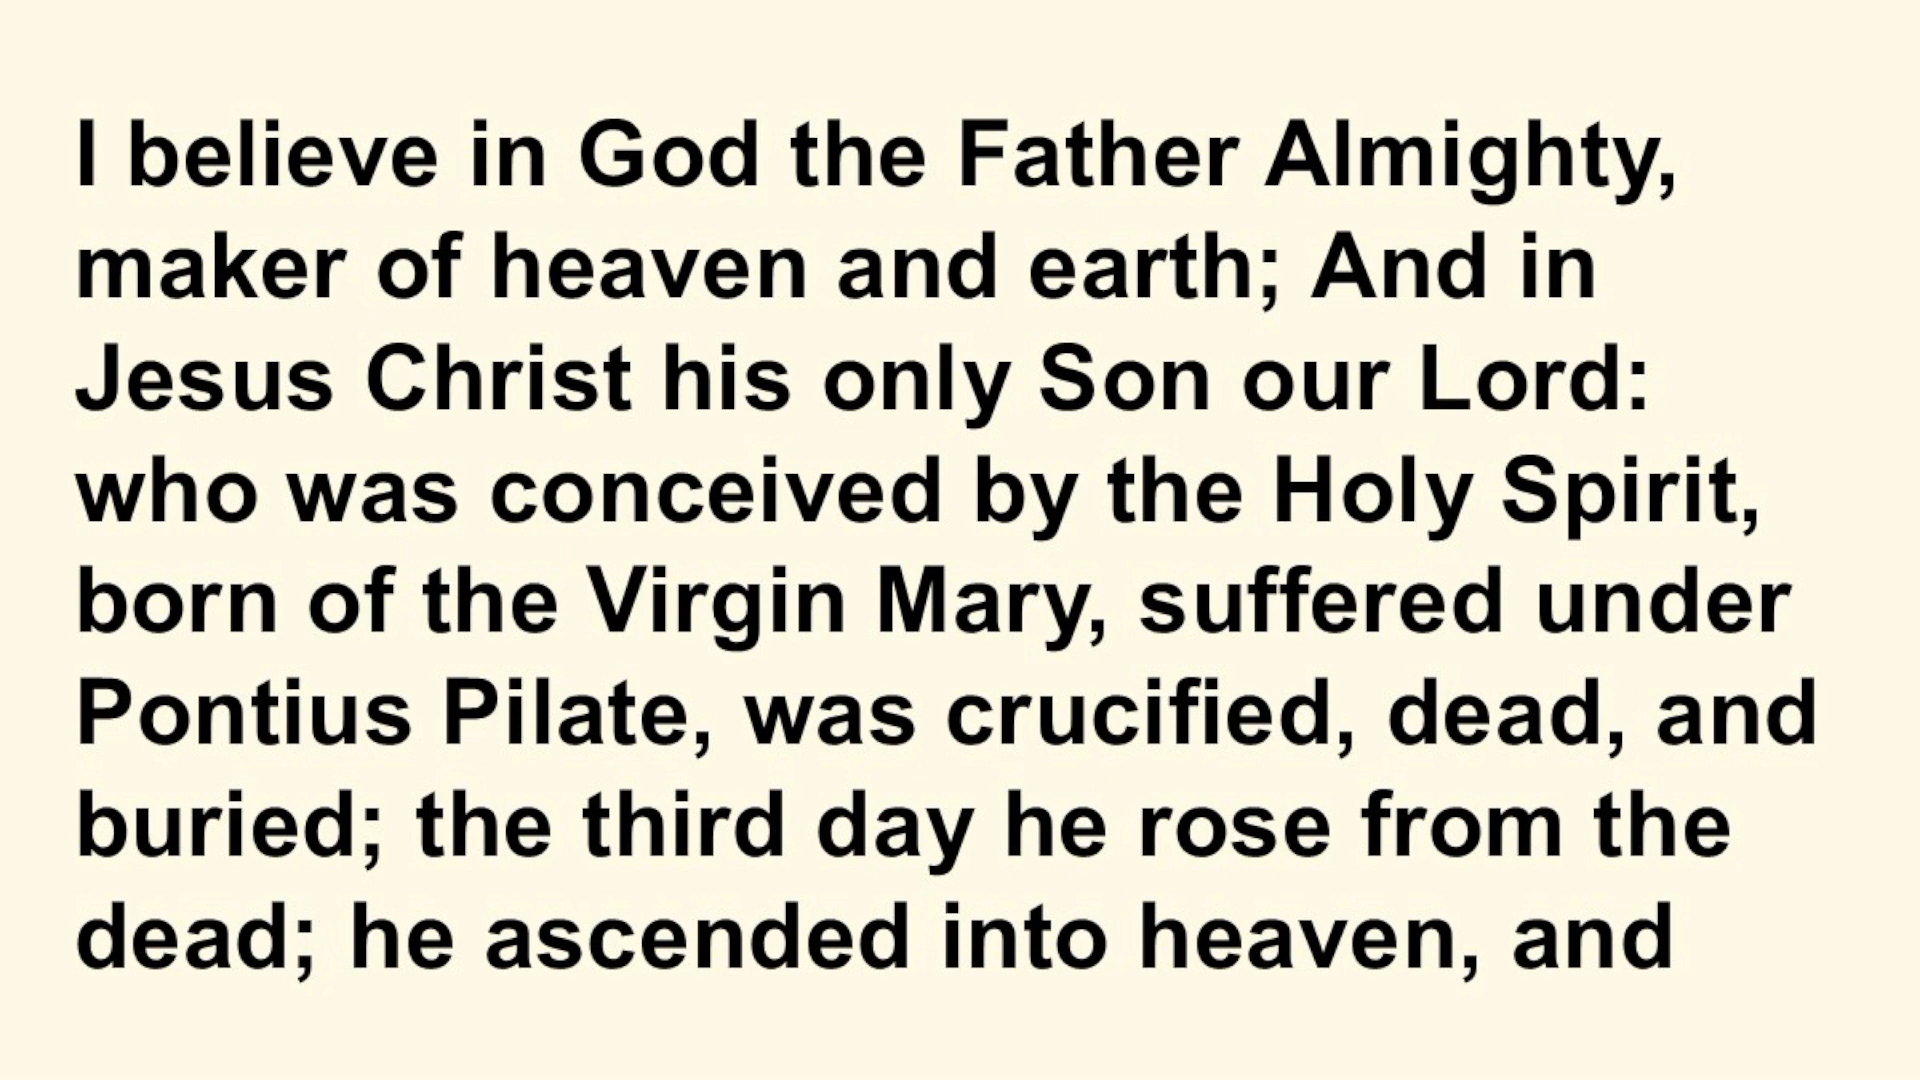 I believe in God the Father Almighty,
maker of heaven and earth; And in
Jesus Christ his only Son our Lord:
who was conceived by the Holy Spirit,
born of the Virgin Mary, suffered under
Pontius Pilate, was crucified, dead, and
buried; the third day he rose from the
dead; he ascended into heaven, and